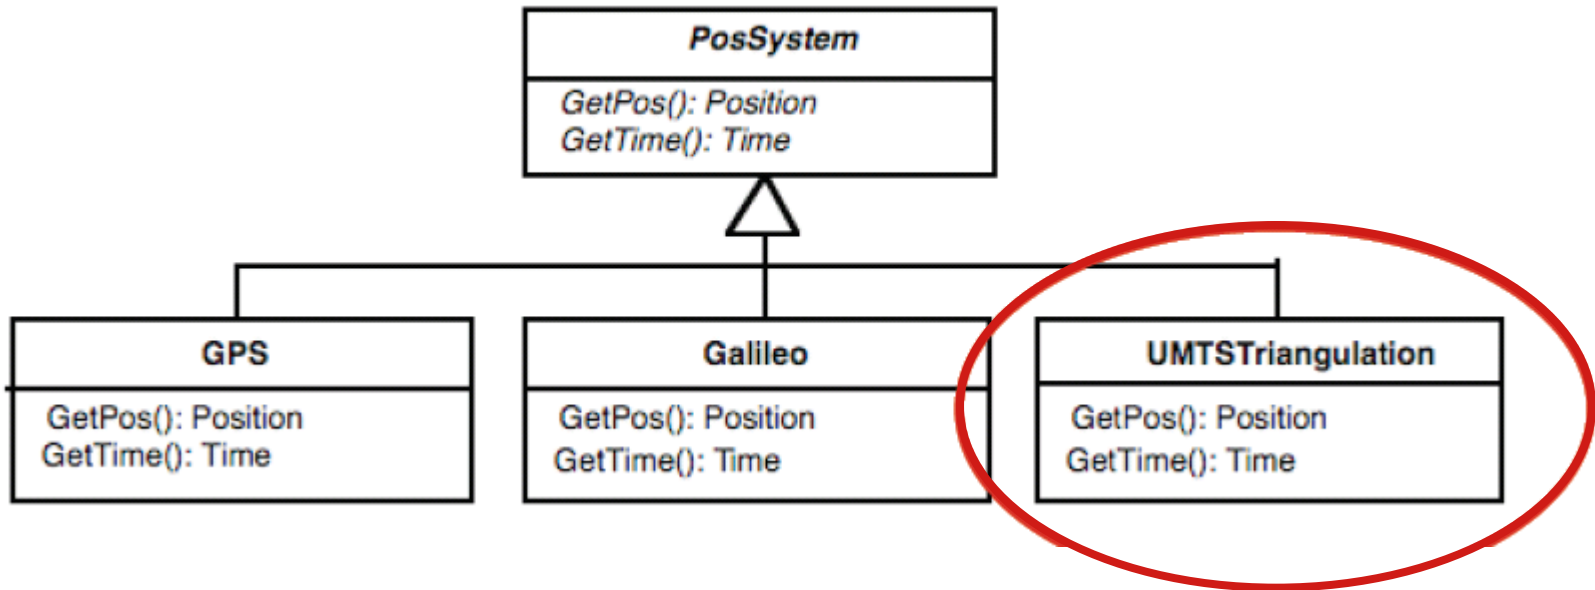 PosSystem
GetPos(): Position
GetTime(): Time
GPS
GetPos(): Position
GetTime(): Time
Galileo
GetPos(): Position
GetTime(): Time
UMTSTriangulation
GetPos(): Position
GetTime(): Time